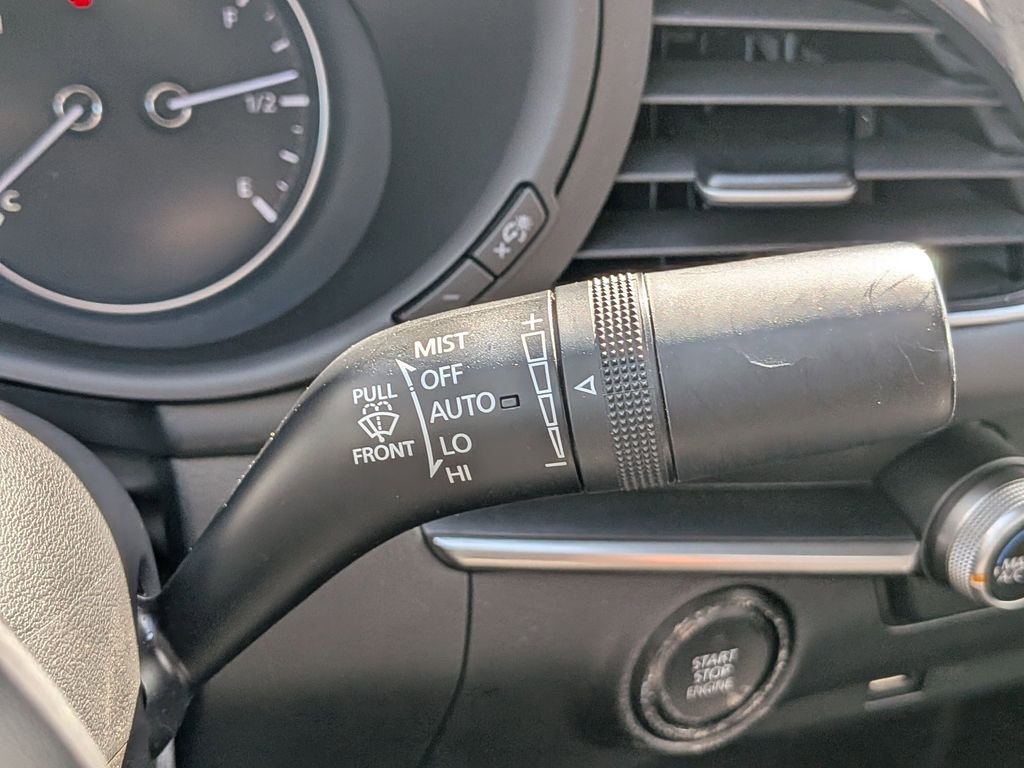 F
1/2
E
C
MIST
OFF
PULL
AUTO
FRONT
LO
HI
+
−
START
STOP
ENGINE
A/C